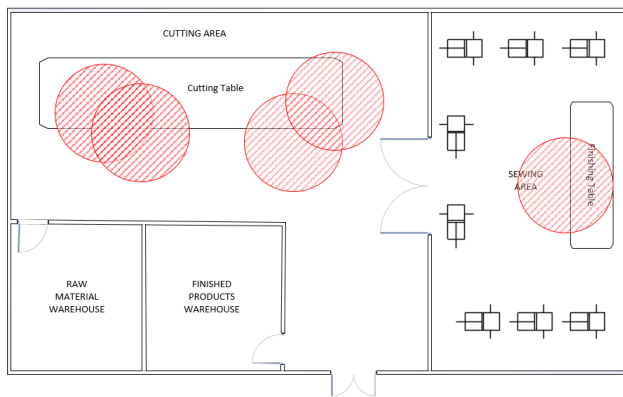 CUTTING AREA
Cutting Table
SEWING
AREA
Finishing Table
RAW
MATERIAL
WAREHOUSE
FINISHED
PRODUCTS
WAREHOUSE